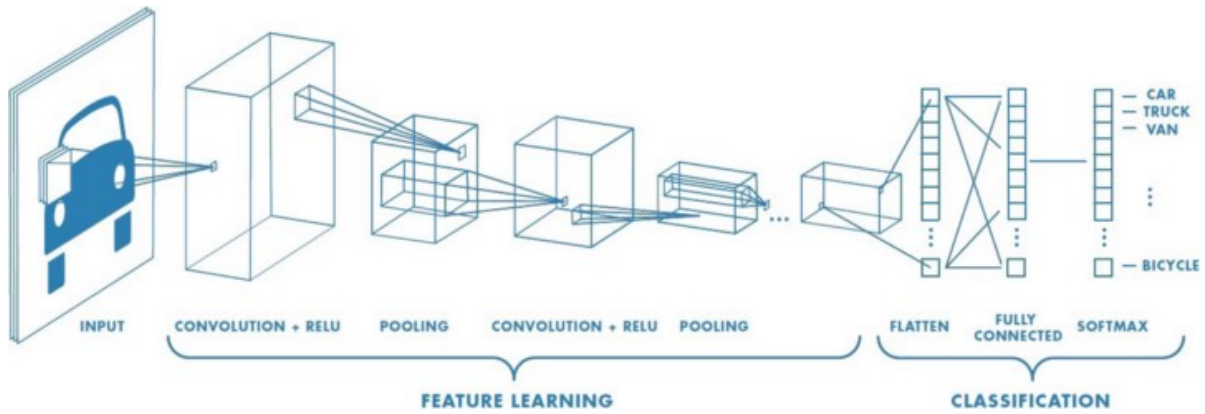 CAR
TRUCK
VAN
BICYCLE
INPUT
CONVOLUTION + RELU
POOLING
CONVOLUTION + RELU
POOLING
FLATTEN
FULLY
CONNECTED
SOFTMAX
FEATURE LEARNING
CLASSIFICATION